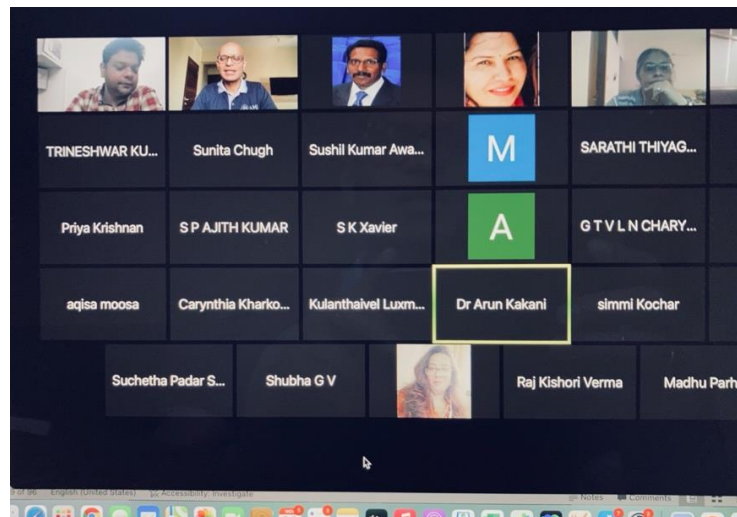 TRINESHWAR KU...
Sunita Chugh
Sushil Kumar Awa...
M
SARATHI THIYAG...
Priya Krishnan
S P AJITH KUMAR
S K Xavier
A
G T V L N CHARY...
aqisa moosa
Carynthia Kharko...
Kulanthaivel Luxm...
Dr Arun Kakani
simmi Kochar
Suchetha Padar S...
Shubha G V
Raj Kishori Verma
Madhu Parh
of 96 English (United States) Accessibility: Investigate Notes Comments